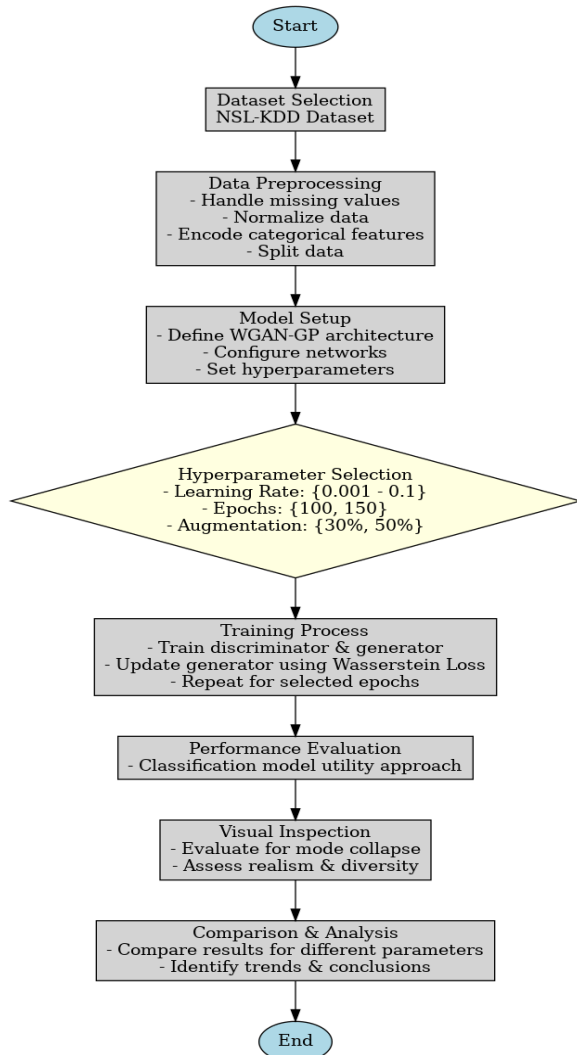 Start
Dataset Selection
NSL-KDD Dataset
Data Preprocessing
- Handle missing values
- Normalize data
- Encode categorical features
- Split data
Model Setup
- Define WGAN-GP architecture
- Configure networks
- Set hyperparameters
Hyperparameter Selection
- Learning Rate: {0.001 - 0.1}
- Epochs: {100, 150}
- Augmentation: {30%, 50%}
Training Process
- Train discriminator & generator
- Update generator using Wasserstein Loss
- Repeat for selected epochs
Performance Evaluation
- Classification model utility approach
Visual Inspection
- Evaluate for mode collapse
- Assess realism & diversity
Comparison & Analysis
- Compare results for different parameters
- Identify trends & conclusions
End